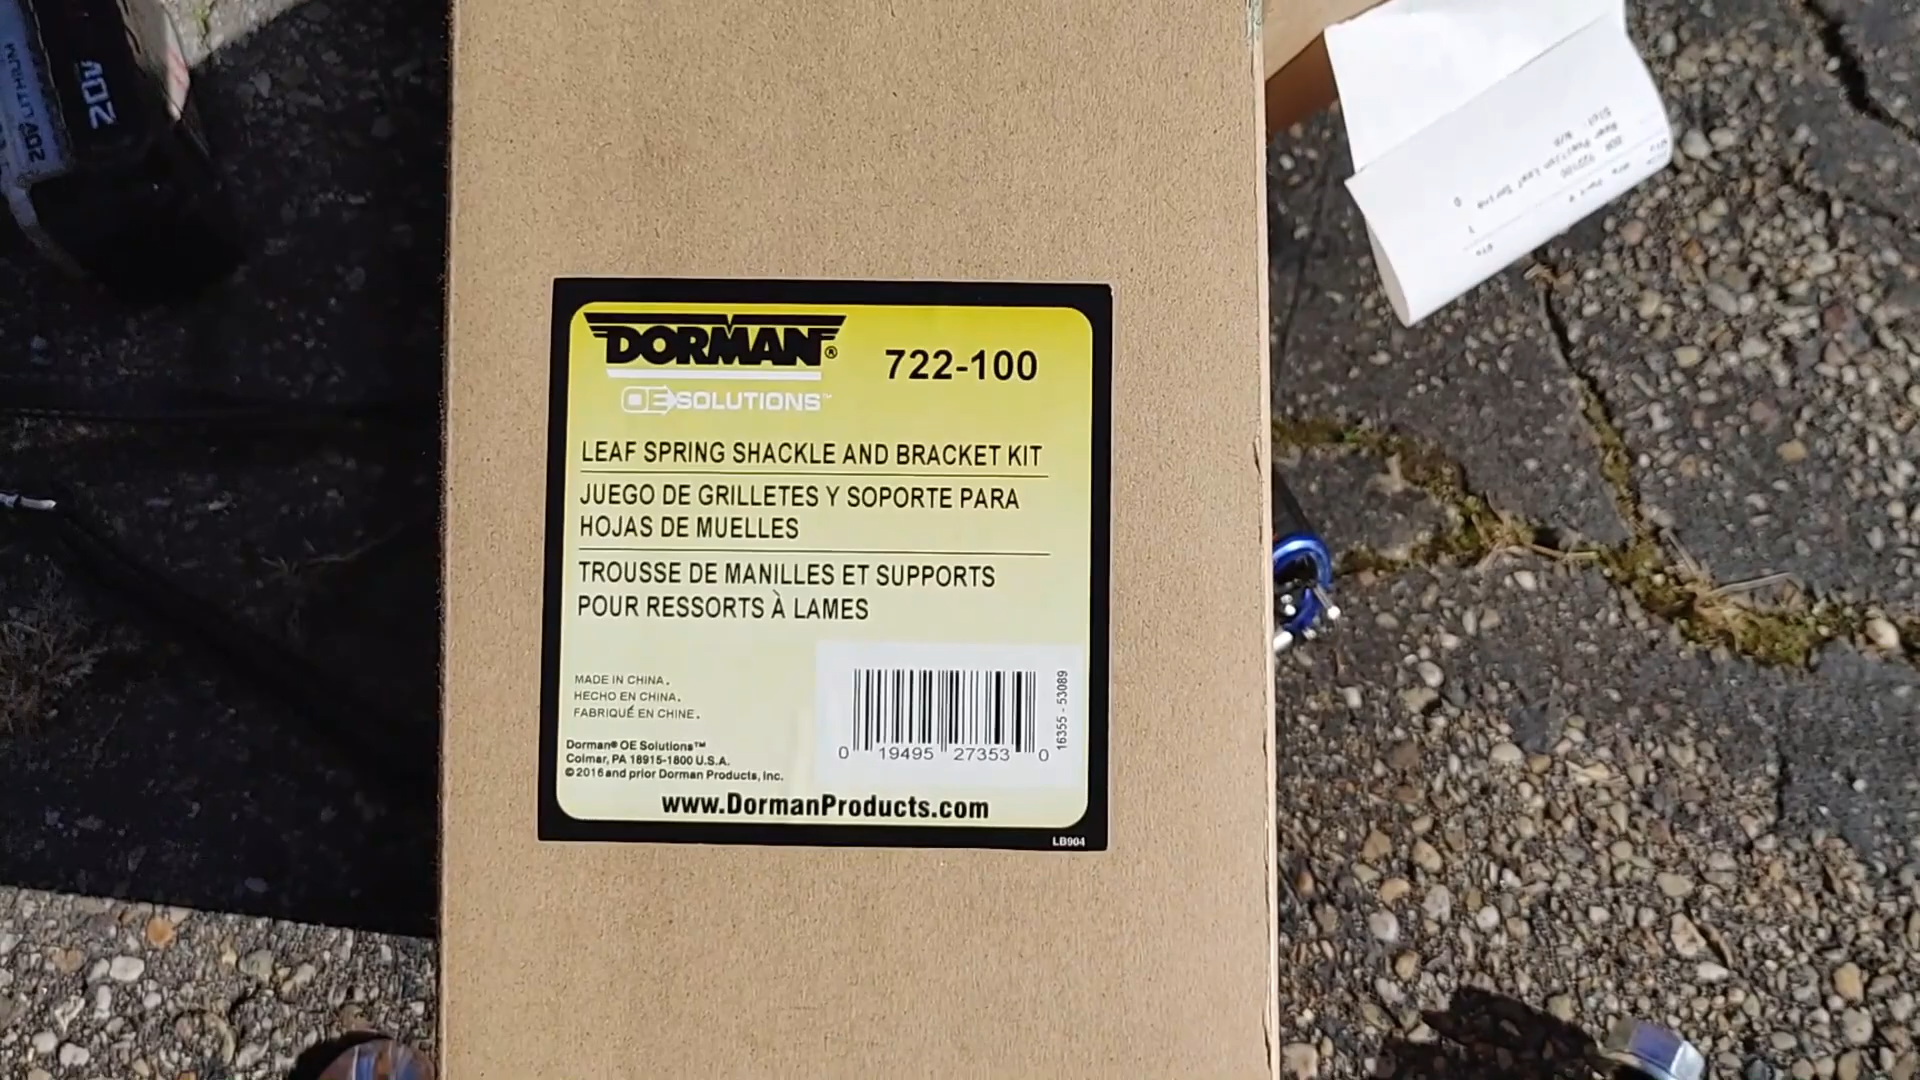 20V
20V LITHIUM
DORMAN®
722-100
OE SOLUTIONS™
LEAF SPRING SHACKLE AND BRACKET KIT
JUEGO DE GRILLETES Y SOPORTE PARA
HOJAS DE MUELLES
TROUSSE DE MANILLES ET SUPPORTS
POUR RESSORTS À LAMES
MADE IN CHINA.
HECHO EN CHINA.
FABRIQUÉ EN CHINE.
Dorman® OE Solutions™
Colmar, PA 18915-1800 U.S.A.
© 2016 and prior Dorman Products, Inc.
0 19495 27353 0
16355 - 53089
www.DormanProducts.com
LB904